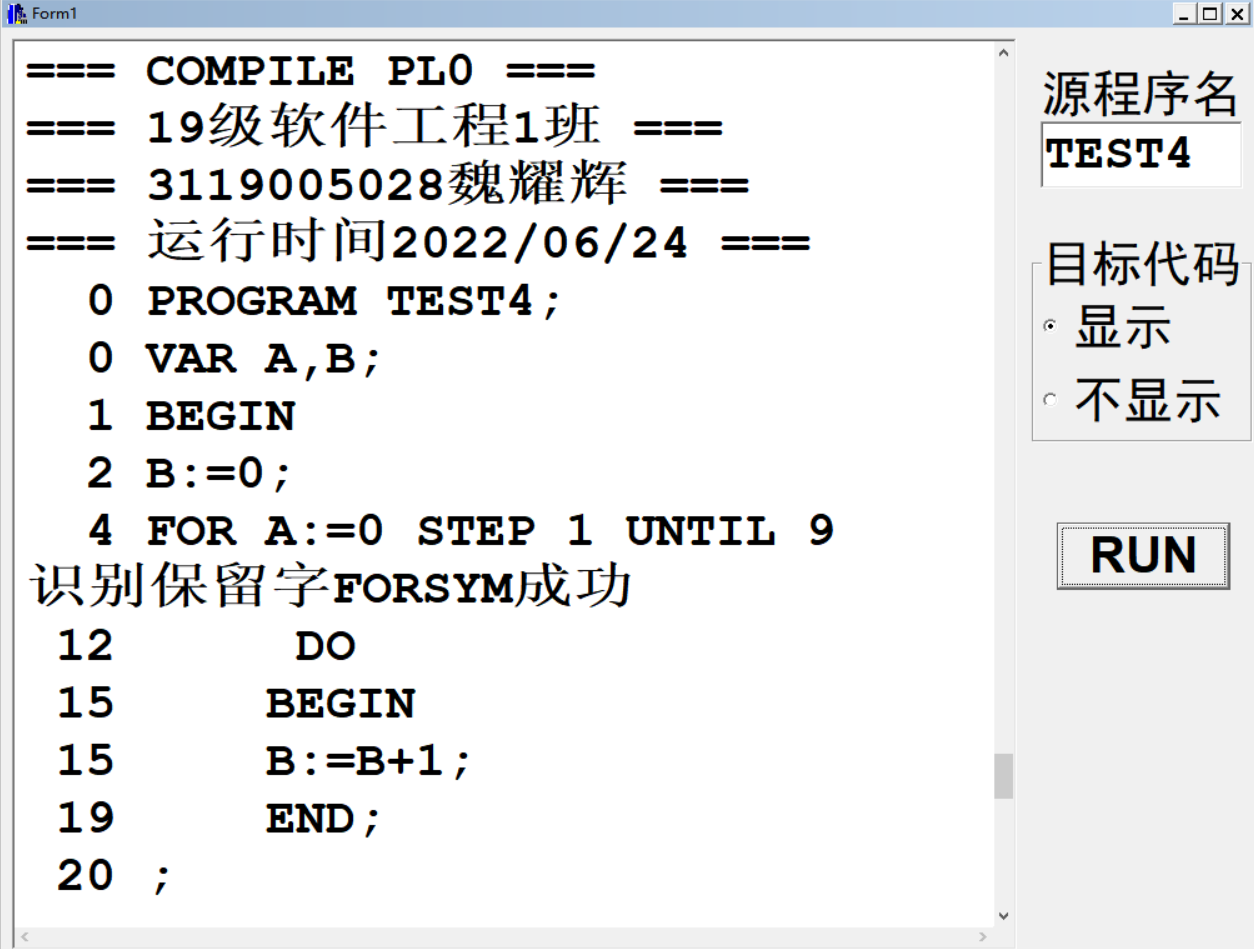 Form1
=== COMPILE PL0 ===
=== 19级软件工程1班 ===
=== 3119005028魏耀辉 ===
=== 运行时间2022/06/24 ===
0 PROGRAM TEST4;
0 VAR A,B;
1 BEGIN
2 B:=0;
4 FOR A:=0 STEP 1 UNTIL 9
识别保留字FORSYM成功
12 DO
15 BEGIN
15 B:=B+1;
19 END;
20 ;
源程序名
TEST4
目标代码
显示
不显示
RUN